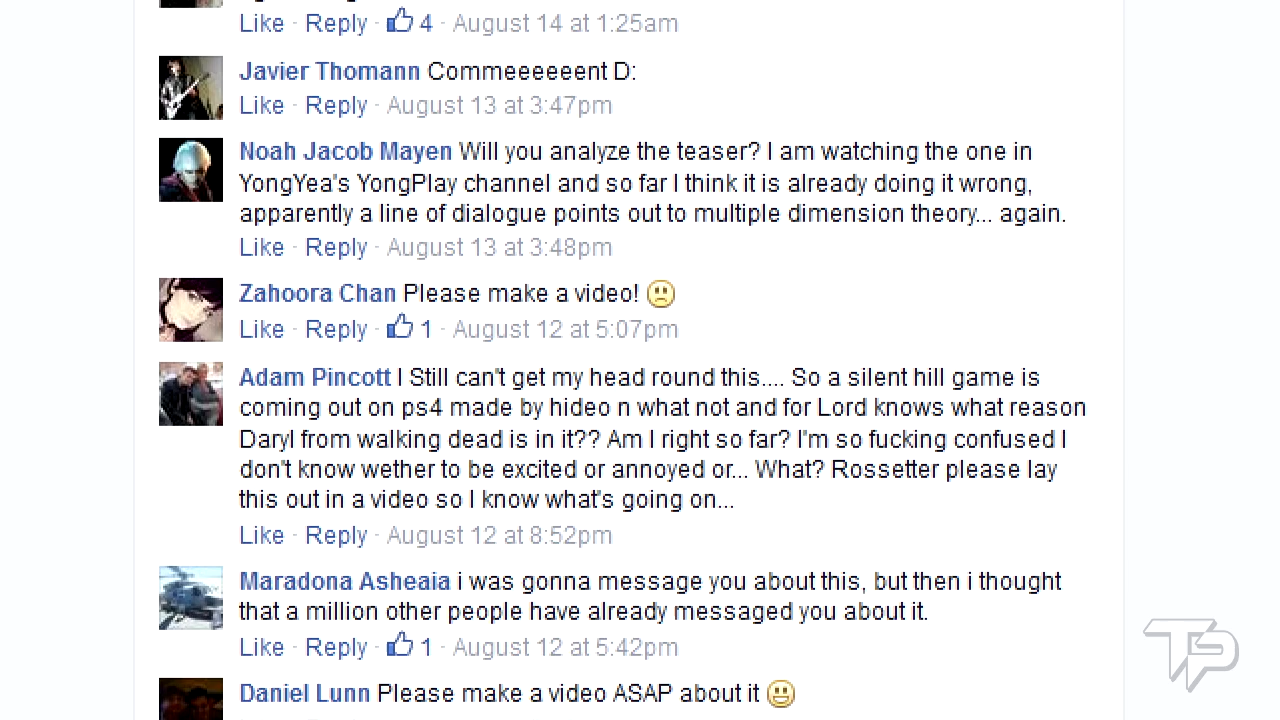 Like · Reply · 4 · August 14 at 1:25am
Javier Thomann Commeeeeeent D:
Like · Reply · August 13 at 3:47pm
Noah Jacob Mayen Will you analyze the teaser? I am watching the one in
YongYea's YongPlay channel and so far I think it is already doing it wrong,
apparently a line of dialogue points out to multiple dimension theory... again.
Like · Reply · August 13 at 3:48pm
Zahoora Chan Please make a video!
Like · Reply · 1 · August 12 at 5:07pm
Adam Pincott I Still can't get my head round this.... So a silent hill game is
coming out on ps4 made by hideo n what not and for Lord knows what reason
Daryl from walking dead is in it?? Am I right so far? I'm so fucking confused I
don't know wether to be excited or annoyed or... What? Rossetter please lay
this out in a video so I know what's going on...
Like · Reply · August 12 at 8:52pm
Maradona Asheaia i was gonna message you about this, but then i thought
that a million other people have already messaged you about it.
Like · Reply · 1 · August 12 at 5:42pm
Daniel Lunn Please make a video ASAP about it